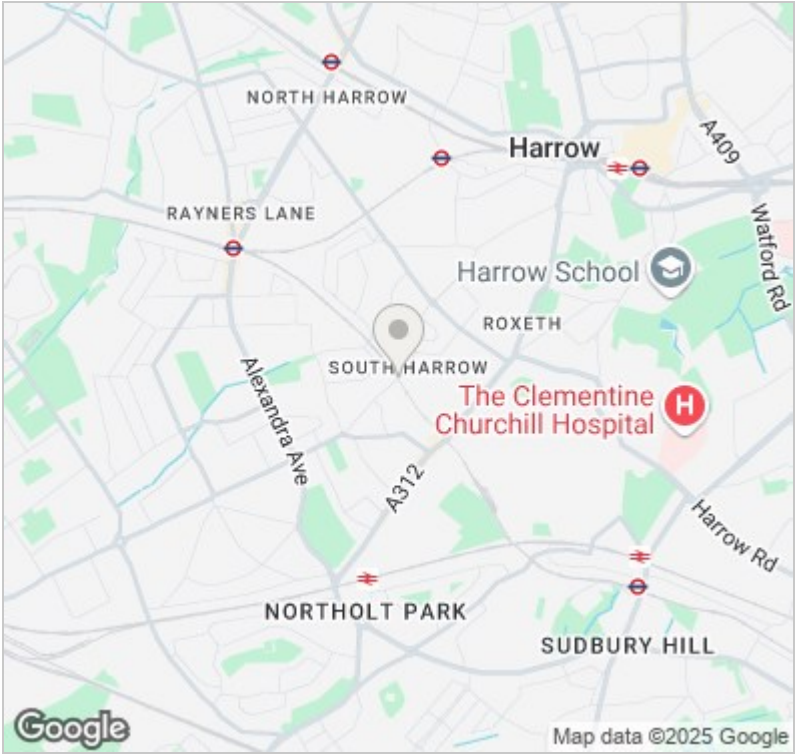 NORTH HARROW
Harrow
A409
RAYNERS LANE
Watford Rd
Harrow School
ROXETH
SOUTH HARROW
Alexandra Ave
The Clementine
Churchill Hospital
H
A312
Harrow Rd
NORTHOLT PARK
SUDBURY HILL
Google
Map data ©2025 Google